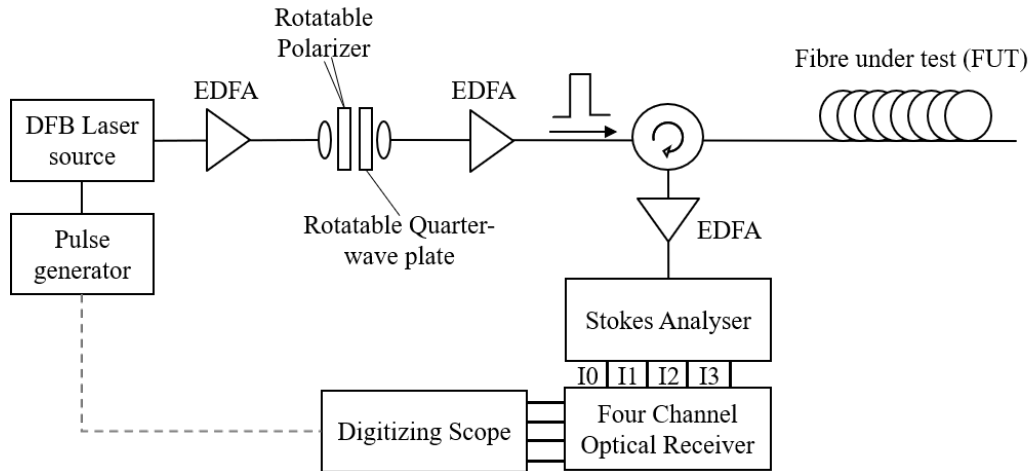 Rotatable
Polarizer
EDFA
EDFA
Fibre under test (FUT)
DFB Laser
source
Rotatable Quarter-
wave plate
Pulse
generator
EDFA
Stokes Analyser
I0 I1 I2 I3
Digitizing Scope
Four Channel
Optical Receiver